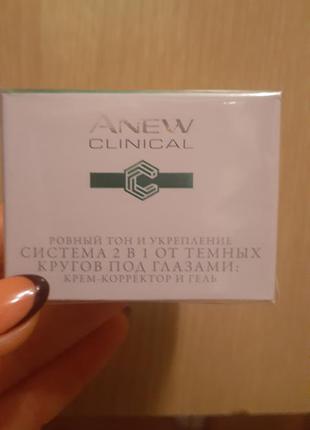 ANEW
CLINICAL
РОВНЫЙ ТОН И УКРЕПЛЕНИЕ
СИСТЕМА 2 В 1 ОТ ТЕМНЫХ
КРУГОВ ПОД ГЛАЗАМИ:
КРЕМ-КОРРЕКТОР И ГЕЛЬ